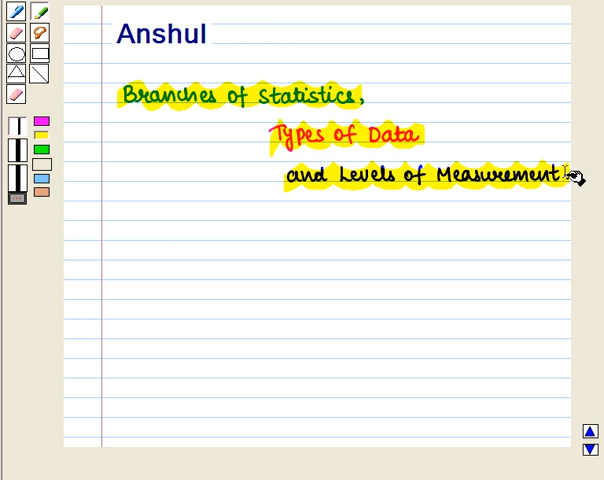 Anshul
Branches of Statistics,
Types of Data
and Levels of Measurement